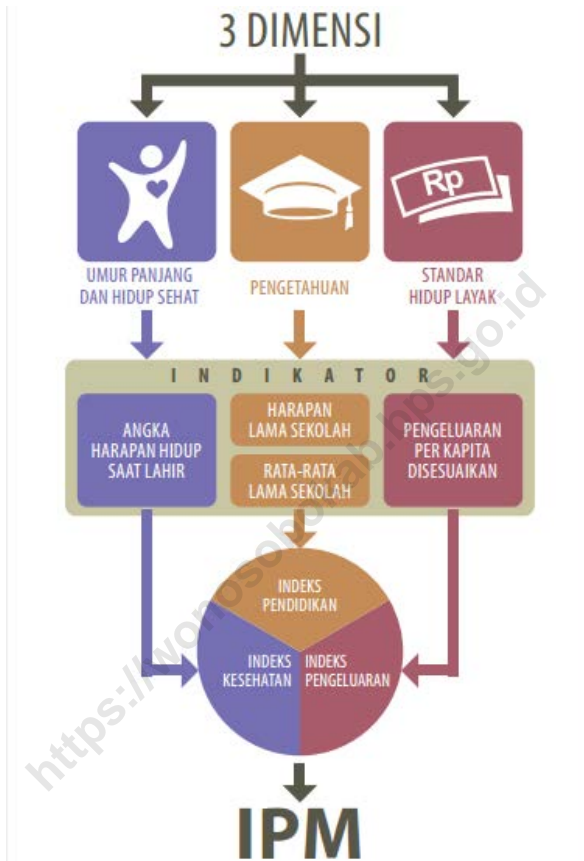 3 DIMENSI
Rp
UMUR PANJANG
DAN HIDUP SEHAT
PENGETAHUAN
STANDAR
HIDUP LAYAK
INDIKATOR
ANGKA
HARAPAN HIDUP
SAAT LAHIR
HARAPAN
LAMA SEKOLAH
RATA-RATA
LAMA SEKOLAH
PENGELUARAN
PER KAPITA
DISESUAIKAN
INDEKS
PENDIDIKAN
INDEKS
KESEHATAN
INDEKS
PENGELUARAN
IPM
https://wonosobokab.bps.go.id